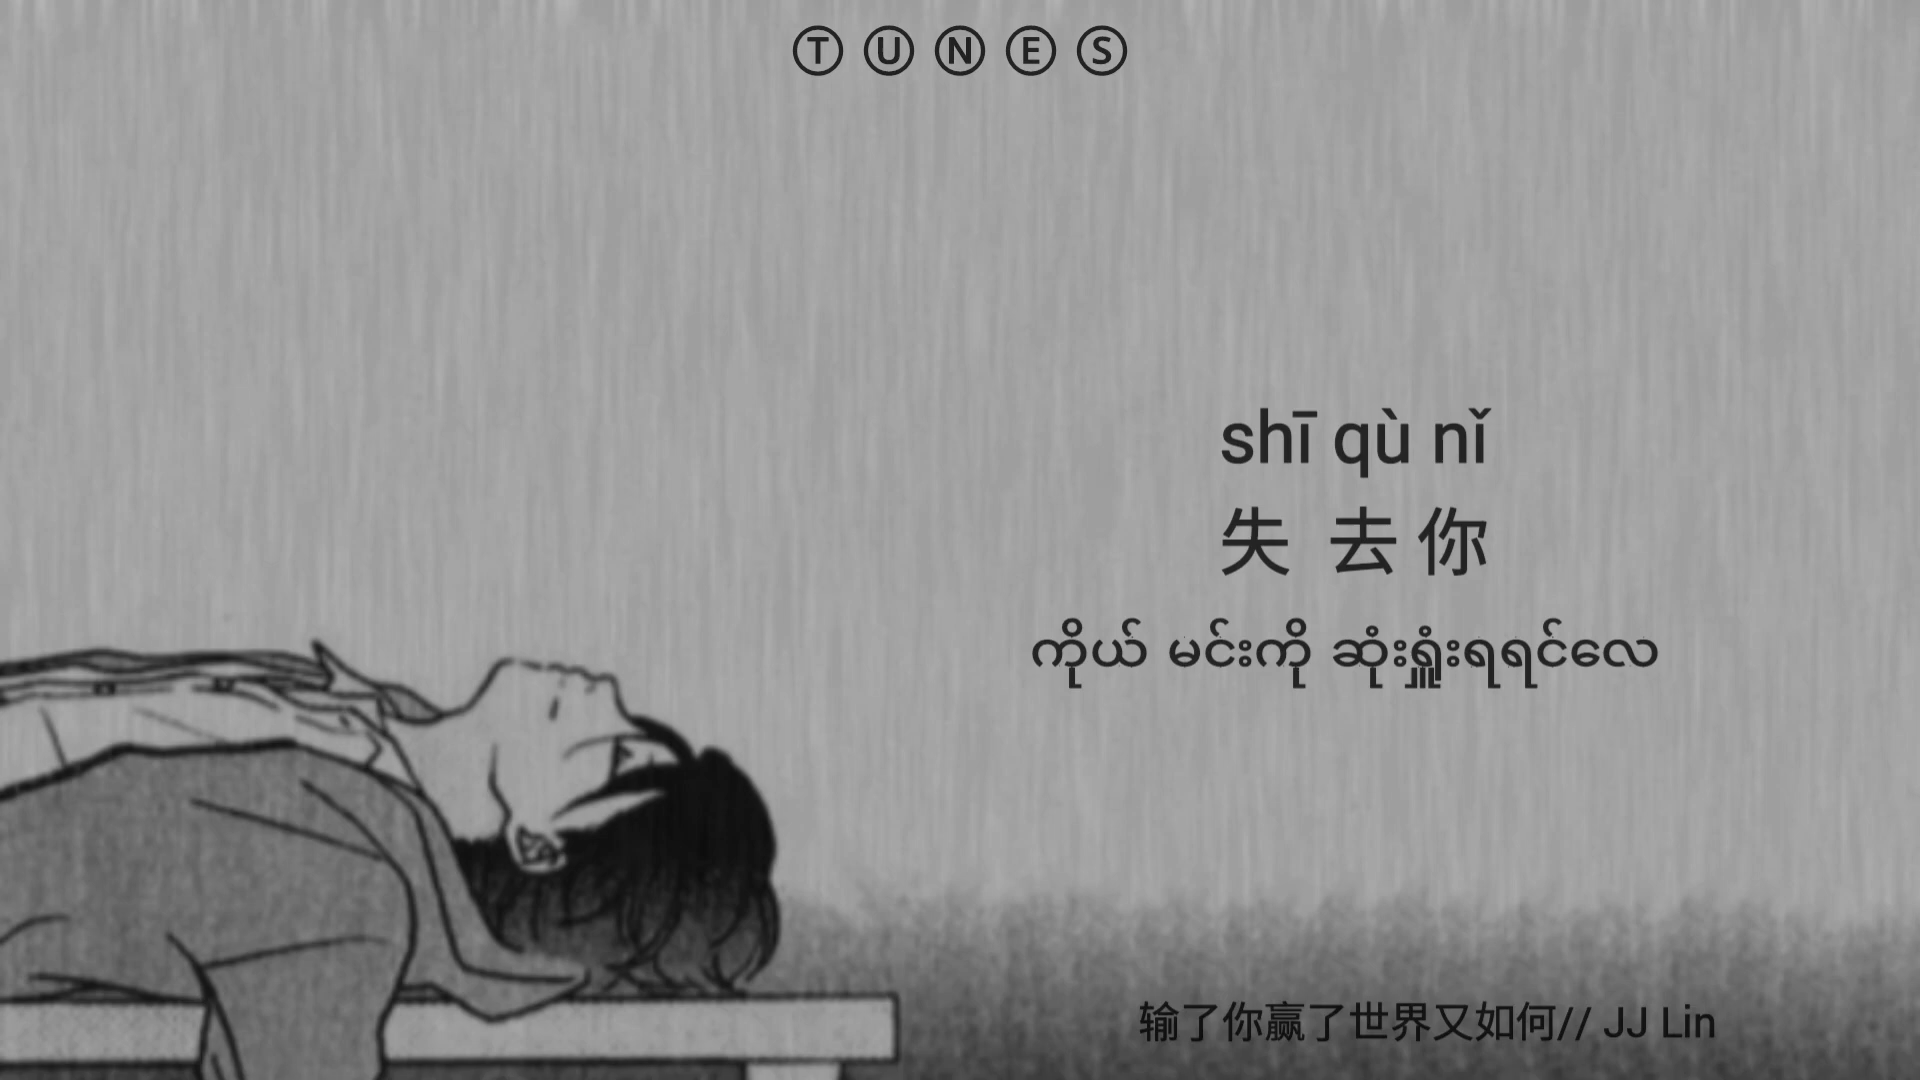 Ⓣ Ⓤ Ⓝ Ⓔ Ⓢ
shī qù nǐ
失 去 你
ကိုယ် မင်းကို ဆုံးရှူံးရရင်လေ
输了你赢了世界又如何// JJ Lin